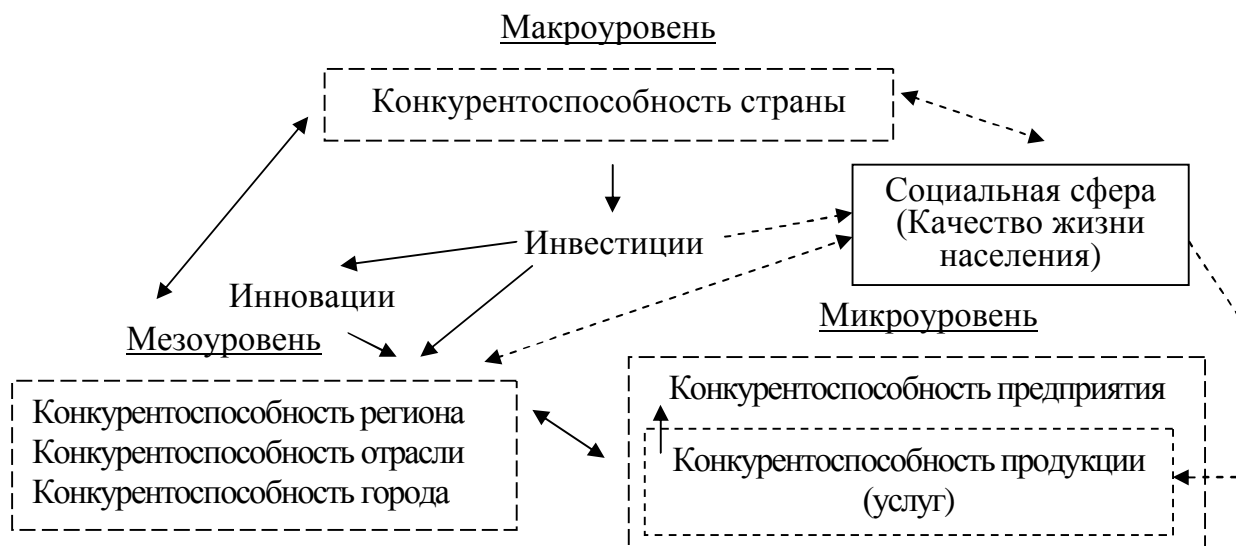 Макроуровень
Конкурентоспособность страны
Социальная сфера
(Качество жизни
населения)
Инвестиции
Инновации
Мезоуровень
Микроуровень
Конкурентоспособность региона
Конкурентоспособность отрасли
Конкурентоспособность города
Конкурентоспособность предприятия
Конкурентоспособность продукции
(услуг)